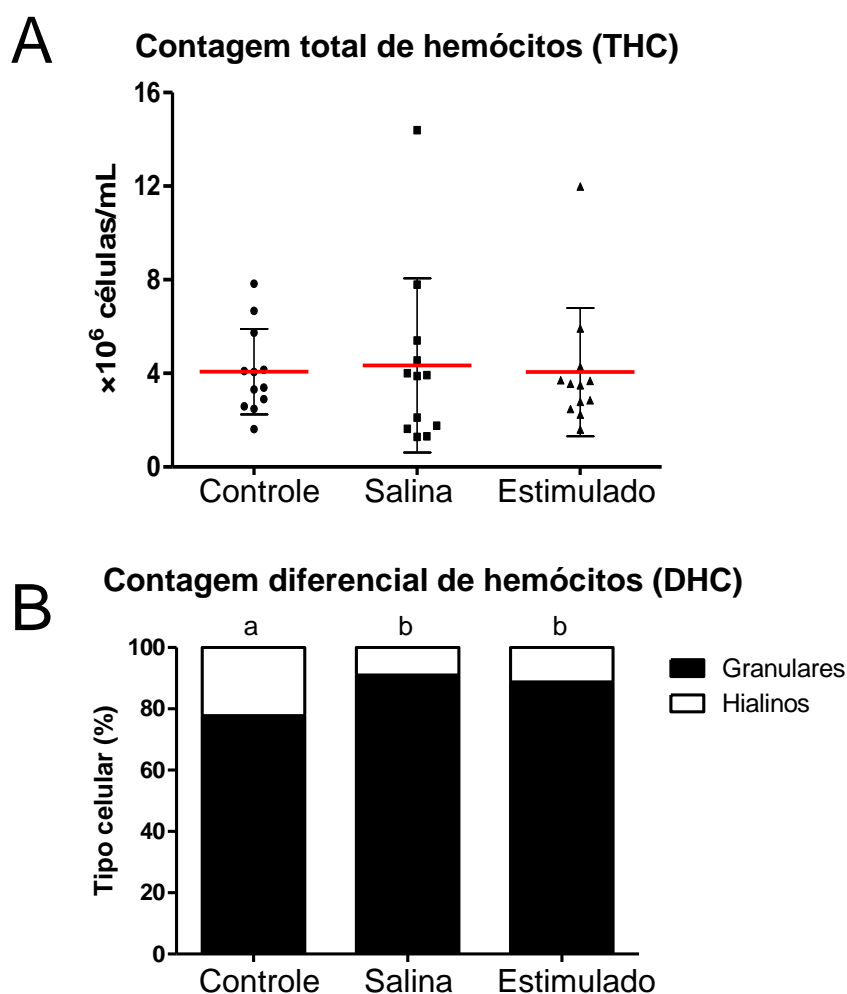 A
Contagem total de hemócitos (THC)
×10⁶ células/mL
16
12
8
4
0
Controle Salina Estimulado
B
Contagem diferencial de hemócitos (DHC)
a b b
Tipo celular (%)
100
80
60
40
20
0
Controle Salina Estimulado
Granulares
Hialinos